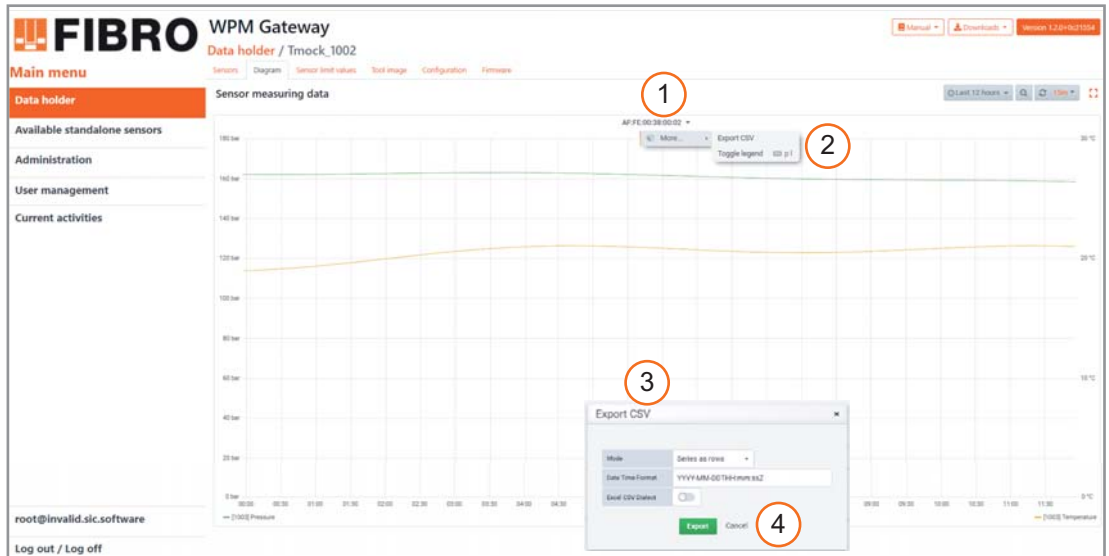 FIBRO
WPM Gateway
Manual
Downloads
Data holder / Tmock_1002
Main menu
Sensors Diagram Sensor limit values Tool image Configuration Firmware
Data holder
Sensor measuring data
1
Last 12 hours
15m
Available standalone sensors
AF:FE:00:38:00:02
More...
Export CSV
2
Toggle legend p l
180 bar
30 °C
Administration
160 bar
User management
Current activities
140 bar
120 bar
20 °C
100 bar
80 bar
3
60 bar
10 °C
Export CSV
40 bar
Mode Series as rows
20 bar
Date Time Format YYYY-MM-DDTHH:mm:ssZ
Excel CSV Dialect
0 bar
0 °C
00:00 00:30 01:00 01:30 02:00 02:30 03:00 03:30 04:00 04:30 09:00 09:30 10:00 10:30 11:00 11:30
root@invalid.sic.software
[1003] Pressure
[1003] Temperature
Export Cancel
4
Log out / Log off